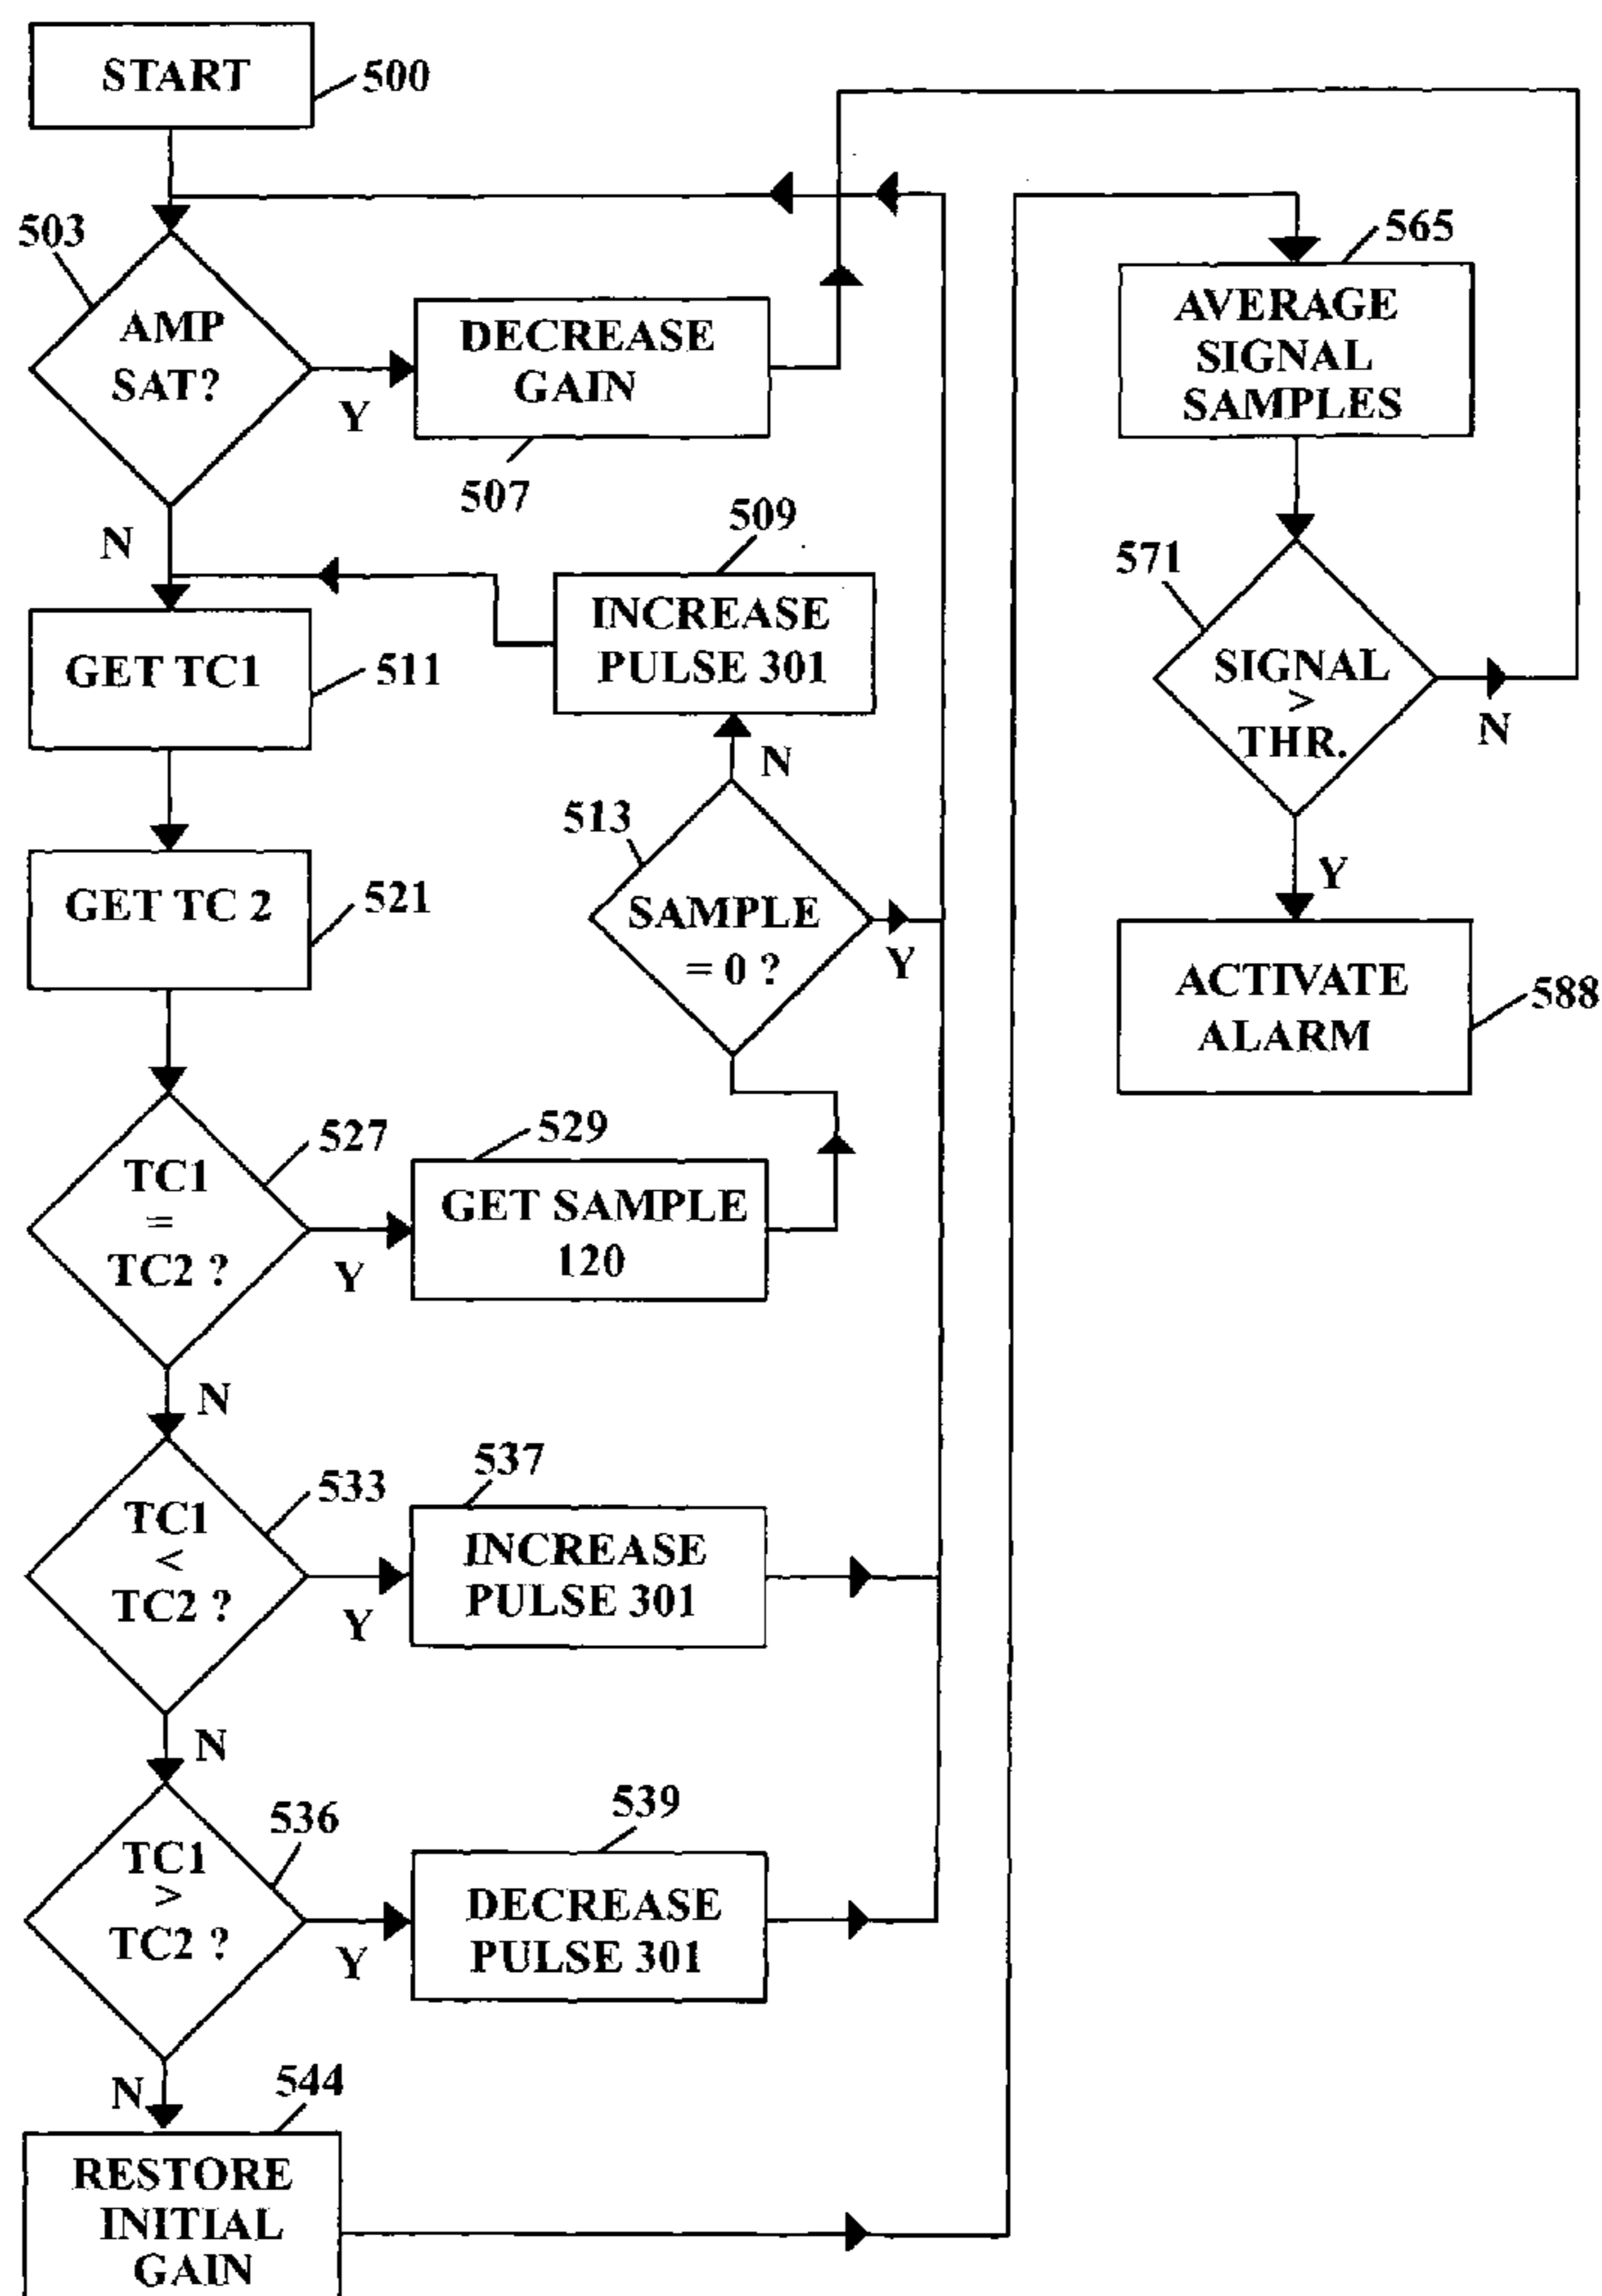 START
500
503
AMP
SAT?
Y
N
DECREASE
GAIN
507
509
INCREASE
PULSE 301
GET TC1
511
GET TC 2
521
513
SAMPLE
= 0 ?
N
Y
TC1
=
TC2 ?
527
Y
N
529
GET SAMPLE
120
TC1
<
TC2 ?
533
Y
N
537
INCREASE
PULSE 301
TC1
>
TC2 ?
536
Y
N
539
DECREASE
PULSE 301
544
RESTORE
INITIAL
GAIN
565
AVERAGE
SIGNAL
SAMPLES
571
SIGNAL
>
THR.
N
Y
ACTIVATE
ALARM
588